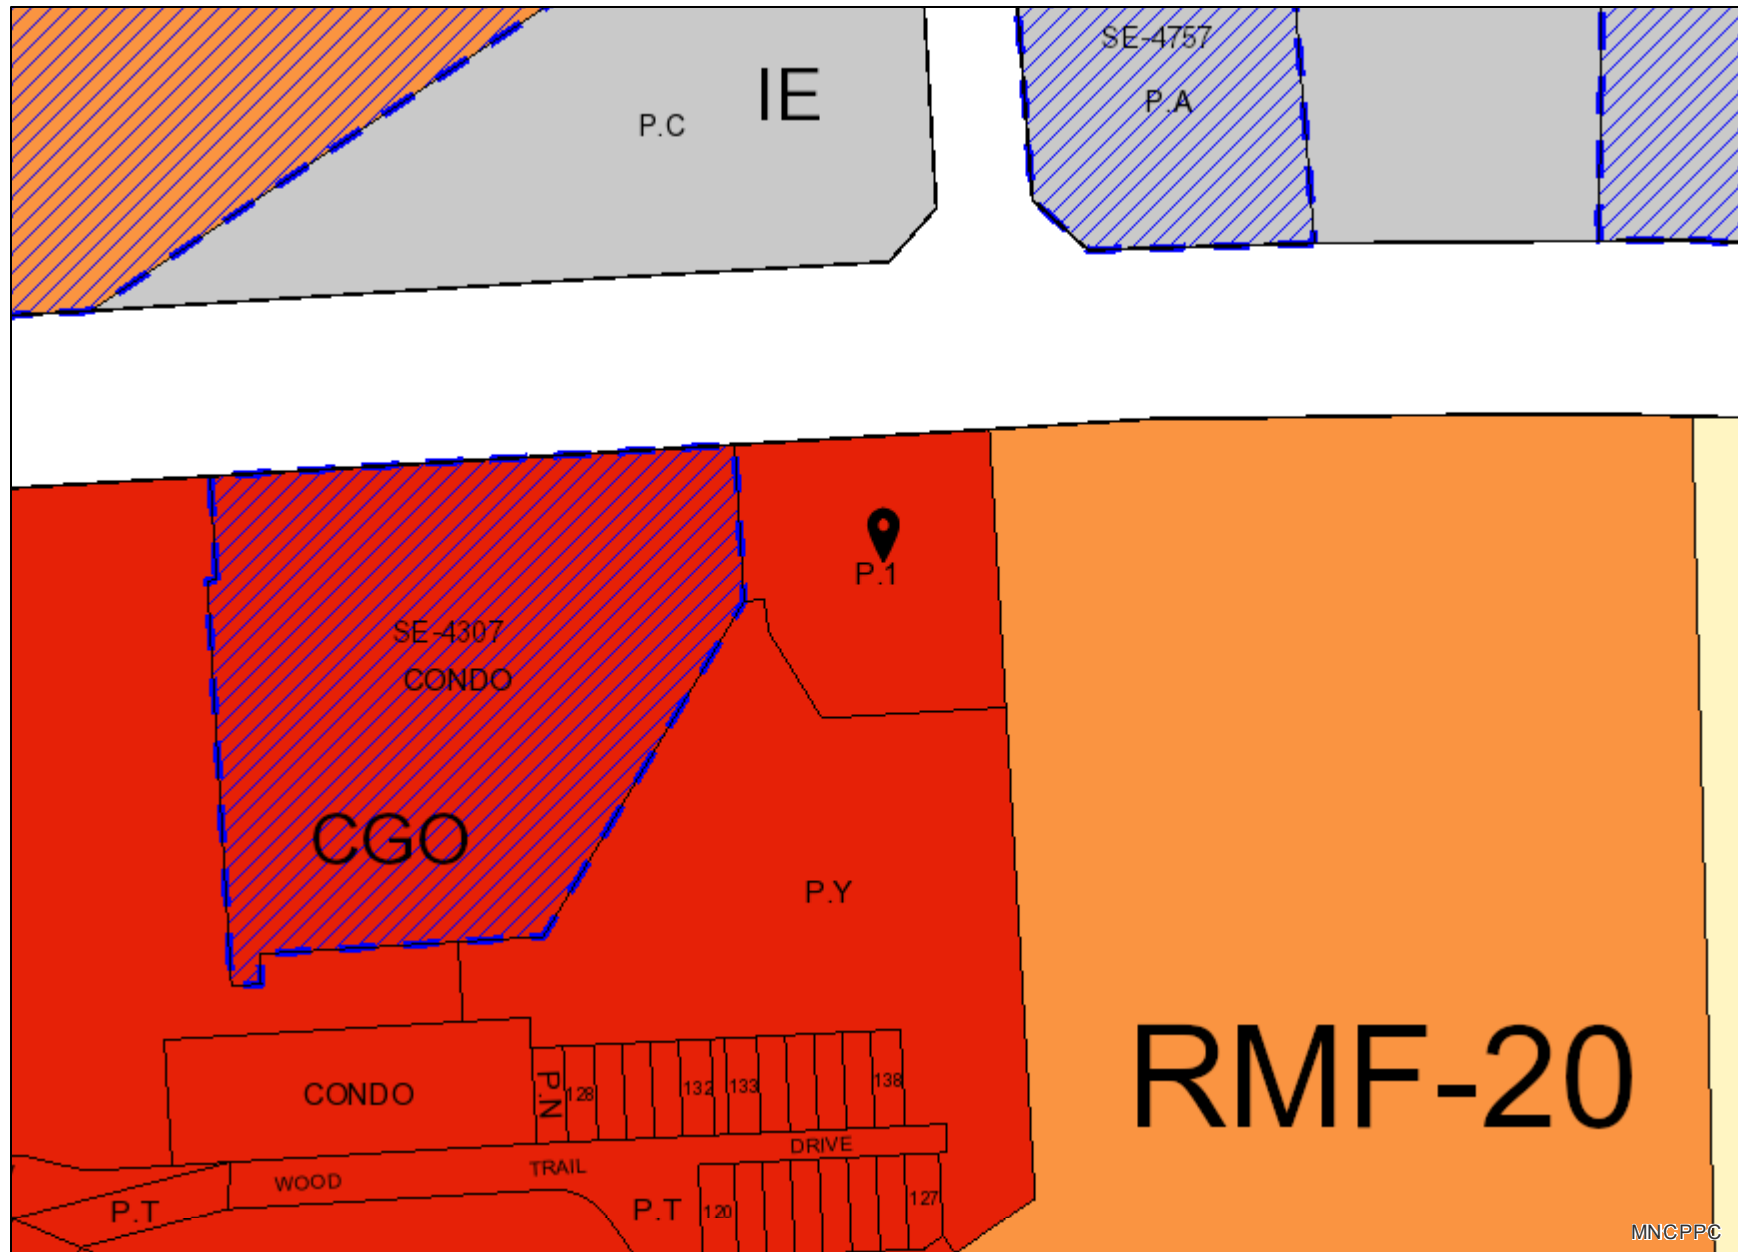 SE-4757
P.A
IE
P.C
P.1
SE-4307
CONDO
CGO
P.Y
RMF-20
CONDO
P.N
128
132
133
138
DRIVE
TRAIL
WOOD
P.T
P.T
120
127
MNCPPC